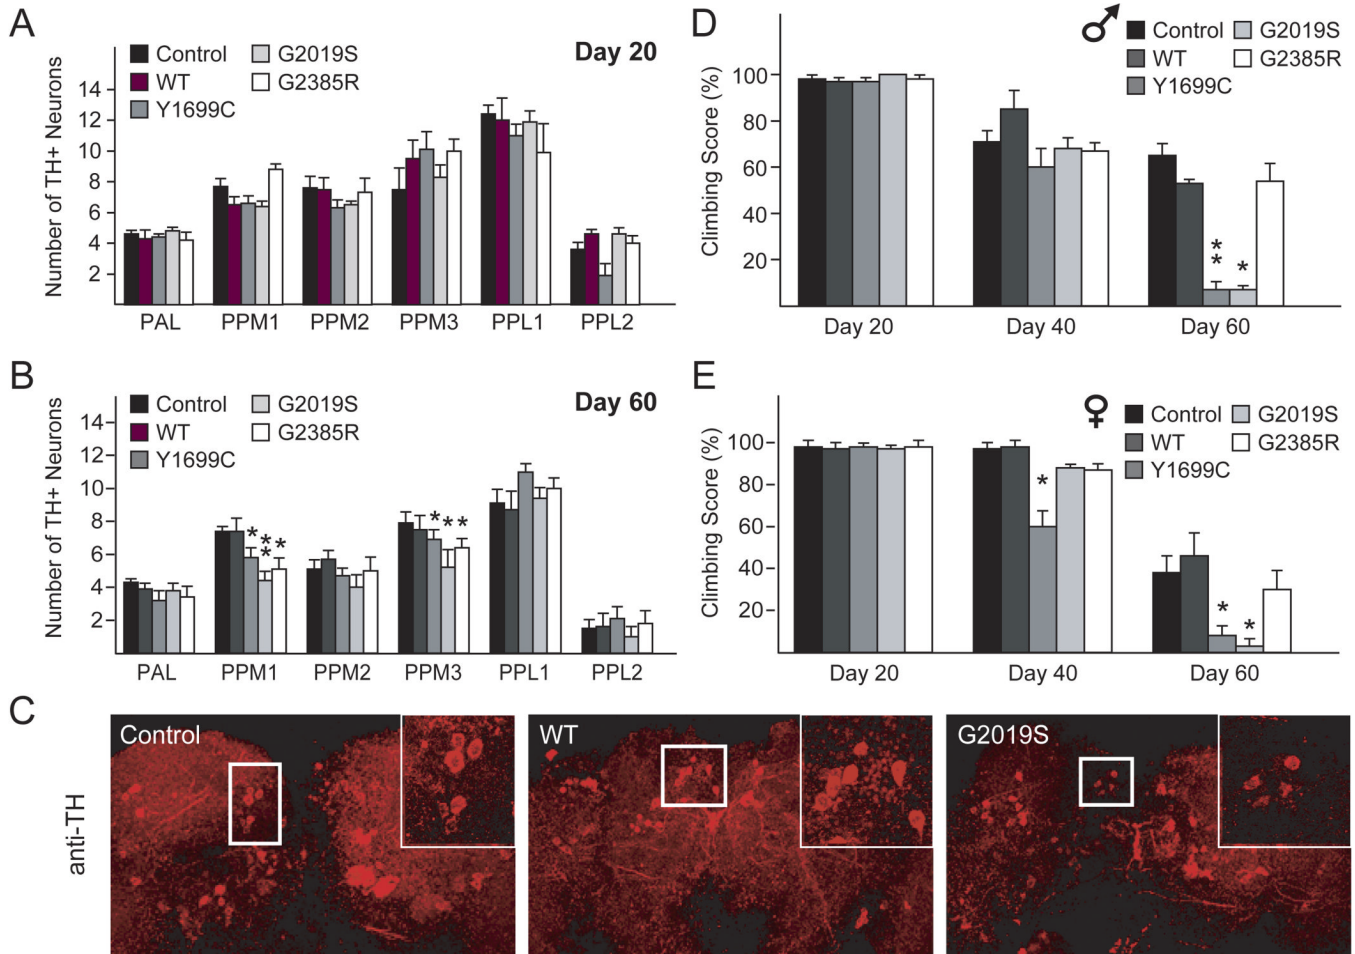 A
Day 20
Control
WT
Y1699C
G2019S
G2385R
Number of TH+ Neurons
14
12
10
8
6
4
2
PAL PPM1 PPM2 PPM3 PPL1 PPL2
B
Day 60
Control
WT
Y1699C
G2019S
G2385R
Number of TH+ Neurons
14
12
10
8
6
4
2
* ** * * * *
PAL PPM1 PPM2 PPM3 PPL1 PPL2
C
anti-TH
Control
WT
G2019S
D
♂
Control
WT
Y1699C
G2019S
G2385R
Climbing Score (%)
100
80
60
40
20
** *
Day 20 Day 40 Day 60
E
♀
Control
WT
Y1699C
G2019S
G2385R
Climbing Score (%)
100
80
60
40
20
* * *
Day 20 Day 40 Day 60